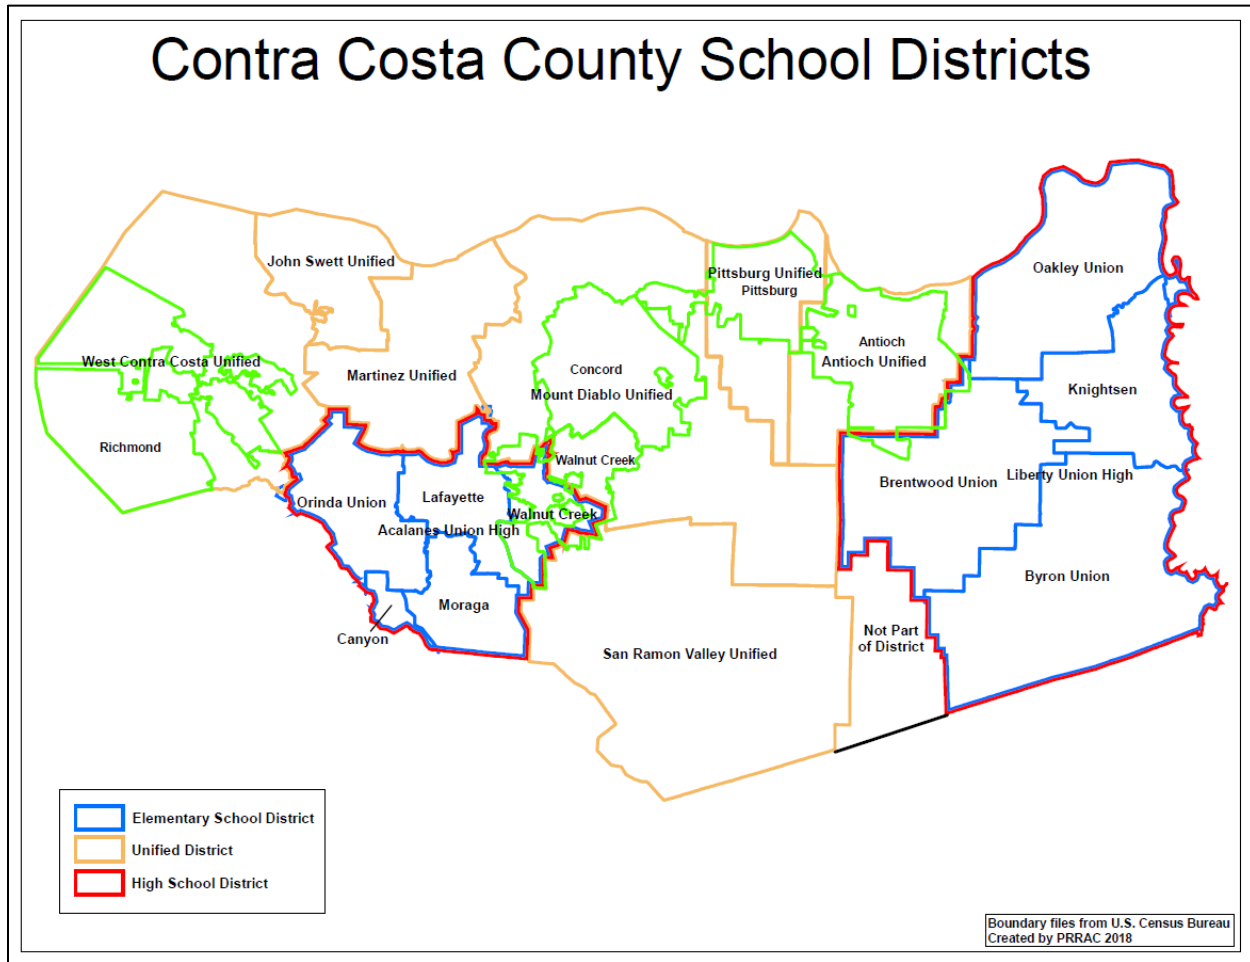 Contra Costa County School Districts
John Swett Unified
Oakley Union
Pittsburg Unified
Pittsburg
Antioch
Antioch Unified
West Contra Costa Unified
Martinez Unified
Concord
Mount Diablo Unified
Knightsen
Richmond
Walnut Creek
Orinda Union
Lafayette
Brentwood Union
Liberty Union High
Walnut Creek
Acalanes Union High
Byron Union
Moraga
Canyon
Not Part
of District
San Ramon Valley Unified
Elementary School District
Unified District
High School District
Boundary files from U.S. Census Bureau
Created by PRRAC 2018